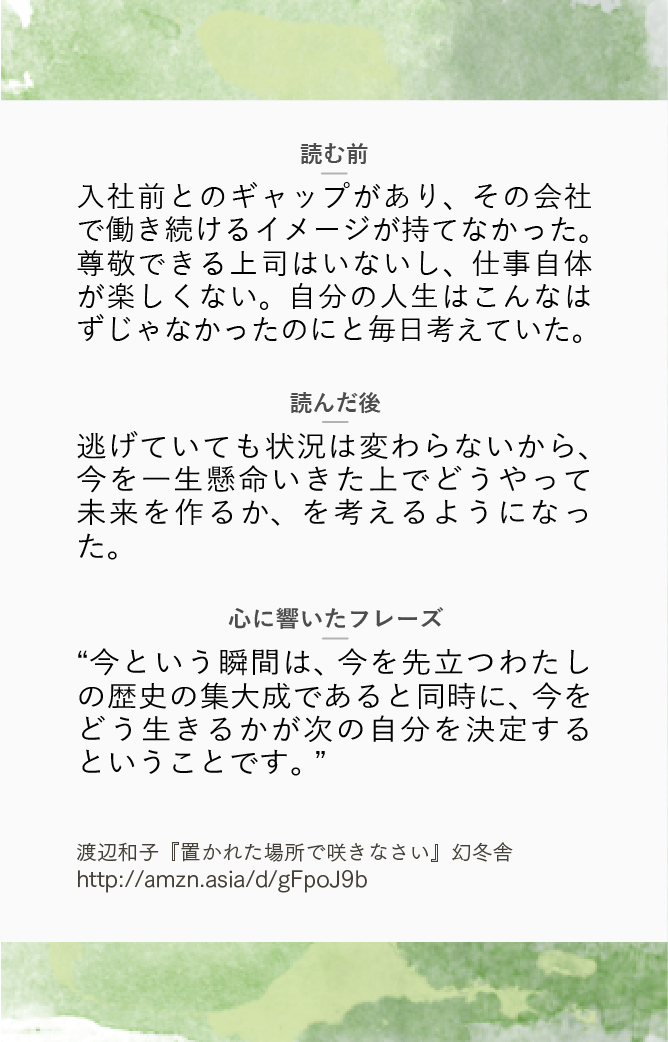 読む前
入社前とのギャップがあり、その会社
で働き続けるイメージが持てなかった。
尊敬できる上司はいないし、仕事自体
が楽しくない。自分の人生はこんなは
ずじゃなかったのにと毎日考えていた。
読んだ後
逃げていても状況は変わらないから、
今を一生懸命いきた上でどうやって
未来を作るか、を考えるようになっ
た。
心に響いたフレーズ
“今という瞬間は、今を先立つわたし
の歴史の集大成であると同時に、今を
どう生きるかが次の自分を決定する
ということです。”
渡辺和子『置かれた場所で咲きなさい』幻冬舎
http://amzn.asia/d/gFpoJ9b